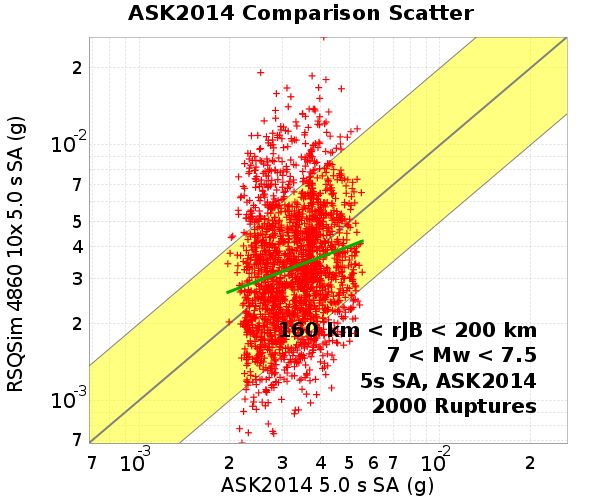 ASK2014 Comparison Scatter
RSQSim 4860 10x 5.0 s SA (g)
2
10-2
7
5
4
3
2
10-3
7
160 km < rJB < 200 km
7 < Mw < 7.5
5s SA, ASK2014
2000 Ruptures
7 10-3 2 3 4 5 6 7 10-2 2
ASK2014 5.0 s SA (g)